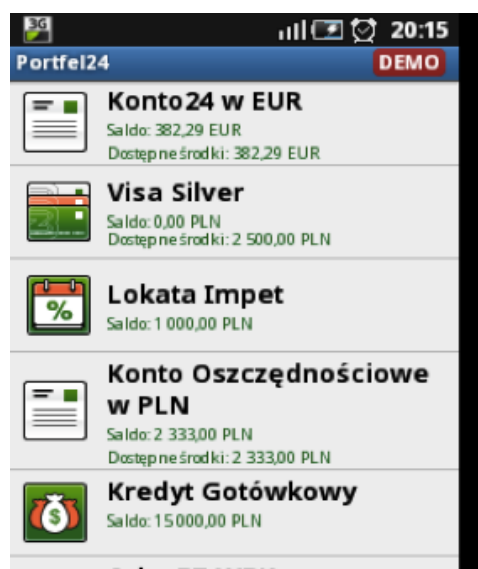 3G 20:15
Portfel24 DEMO
Konto24 w EUR
Saldo: 382,29 EUR
Dostępne środki: 382,29 EUR
Visa Silver
Saldo: 0,00 PLN
Dostępne środki: 2 500,00 PLN
%
Lokata Impet
Saldo: 1 000,00 PLN
Konto Oszczędnościowe
w PLN
Saldo: 2 333,00 PLN
Dostępne środki: 2 333,00 PLN
$
Kredyt Gotówkowy
Saldo: 15 000,00 PLN